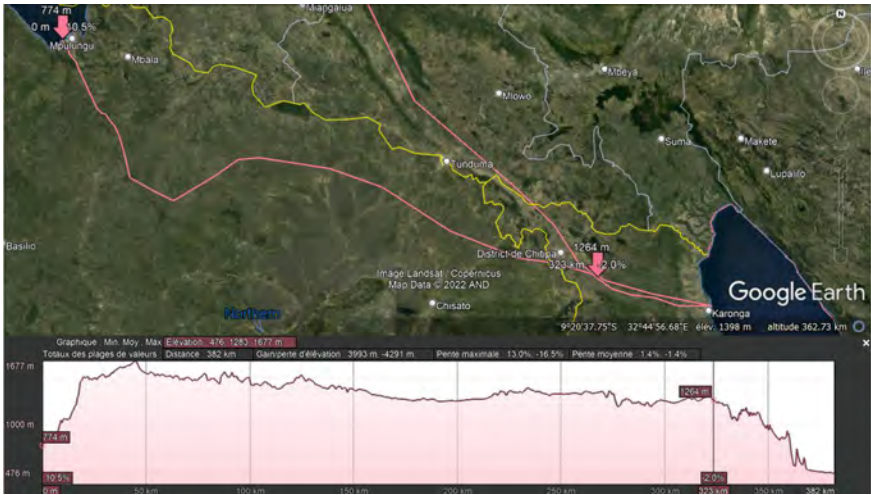 774 m
0 m -10.5%
Mpulungu
Mbala
Miangalua
N
Mbeya
Mlowo
Suma
Makete
Tunduma
Lupalilo
Basilio
District de Chitipa
1264 m
323 km -2.0%
Image Landsat / Copernicus
Map Data © 2022 AND
Northern
Chisato
Google Earth
Karonga
9°20'37.75"S 32°44'56.68"E élév. 1398 m altitude 362.73 km
Graphique : Min. Moy., Max. Élévation : 476 1283 1677 m
Totaux des plages de valeurs Distance : 382 km Gain/perte d'élévation : 3993 m, -4291 m Pente maximale : 13,0%, -16,5% Pente moyenne : 1,4%, -1,4%
1677 m
1264 m
1000 m
774 m
476 m
10.5% -2.0%
0 m 50 km 100 km 150 km 200 km 250 km 323 km 350 km 382 km